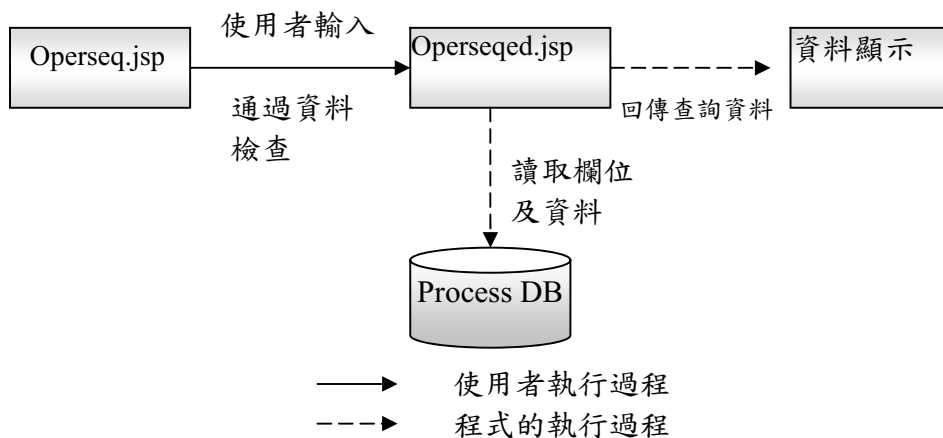 使用者輸入
Operseq.jsp
Operseqed.jsp
資料顯示
通過資料
檢查
回傳查詢資料
讀取欄位
及資料
Process DB
使用者執行過程
程式的執行過程